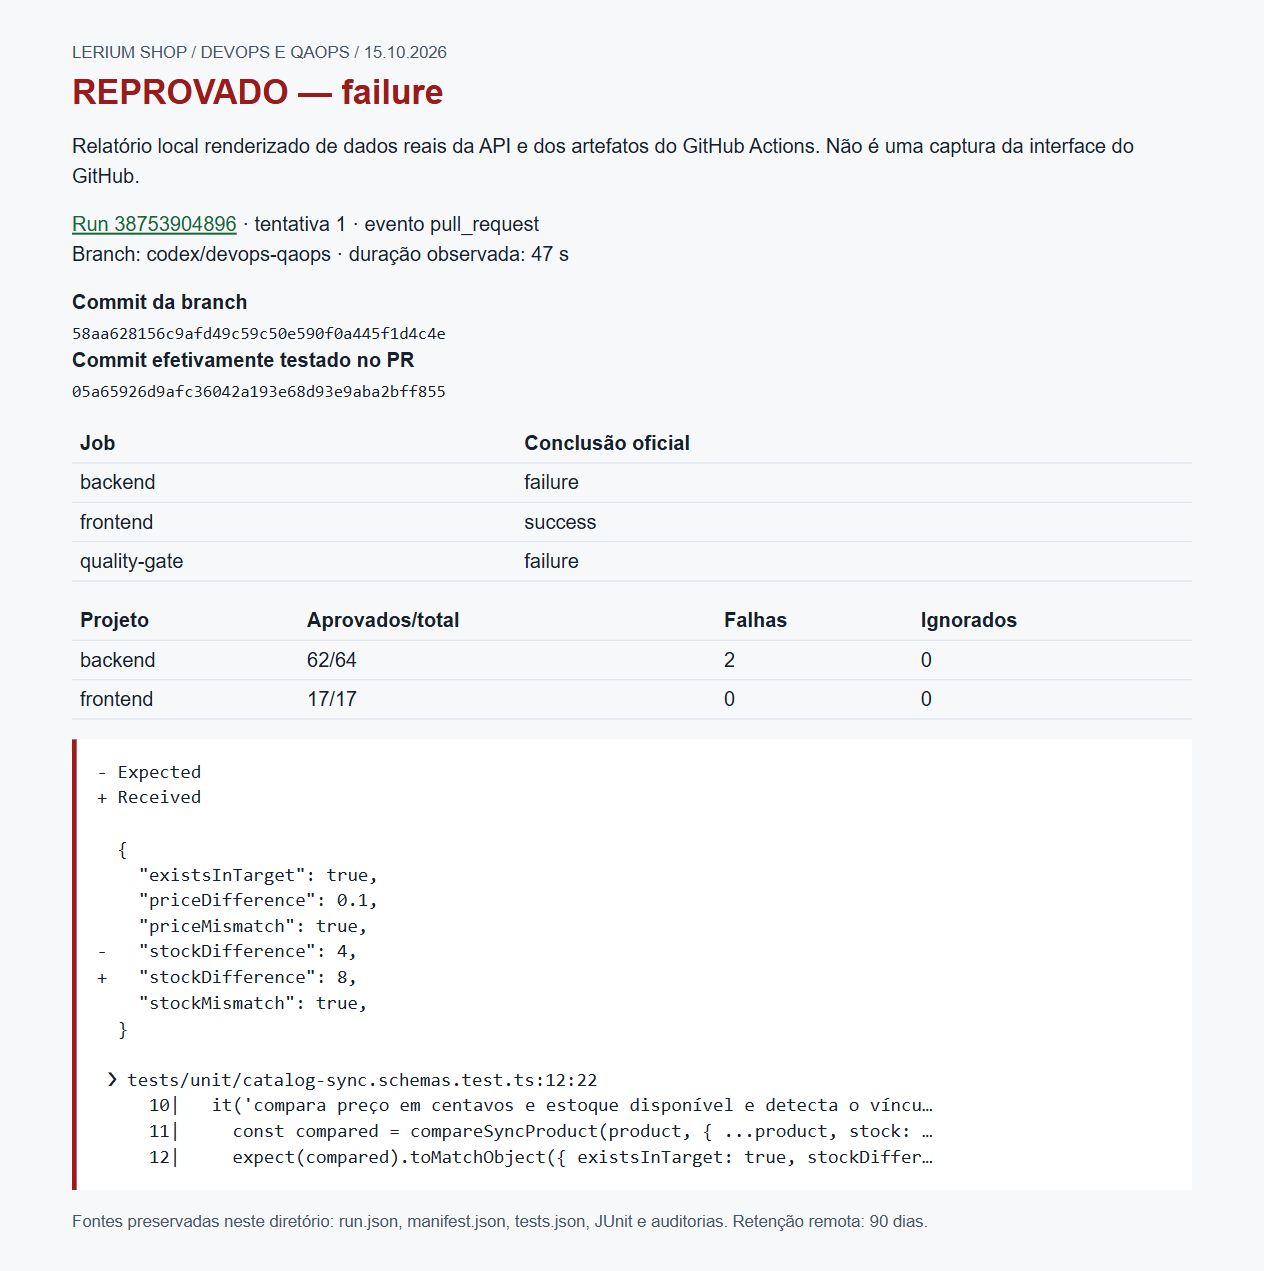 LERIUM SHOP / DEVOPS E QAOPS / 15.10.2026
REPROVADO — failure
Relatório local renderizado de dados reais da API e dos artefatos do GitHub Actions. Não é uma captura da interface do
GitHub.
Run 38753904896 · tentativa 1 · evento pull_request
Branch: codex/devops-qaops · duração observada: 47 s
Commit da branch
58aa628156c9afd49c59c50e590f0a445f1d4c4e
Commit efetivamente testado no PR
05a65926d9afc36042a193e68d93e9aba2bff855
Job Conclusão oficial
backend failure
frontend success
quality-gate failure
Projeto Aprovados/total Falhas Ignorados
backend 62/64 2 0
frontend 17/17 0 0
- Expected
+ Received
{
"existsInTarget": true,
"priceDifference": 0.1,
"priceMismatch": true,
- "stockDifference": 4,
+ "stockDifference": 8,
"stockMismatch": true,
}
❯ tests/unit/catalog-sync.schemas.test.ts:12:22
10| it('compara preço em centavos e estoque disponível e detecta o víncu…
11| const compared = compareSyncProduct(product, { ...product, stock: …
12| expect(compared).toMatchObject({ existsInTarget: true, stockDiffer…
Fontes preservadas neste diretório: run.json, manifest.json, tests.json, JUnit e auditorias. Retenção remota: 90 dias.